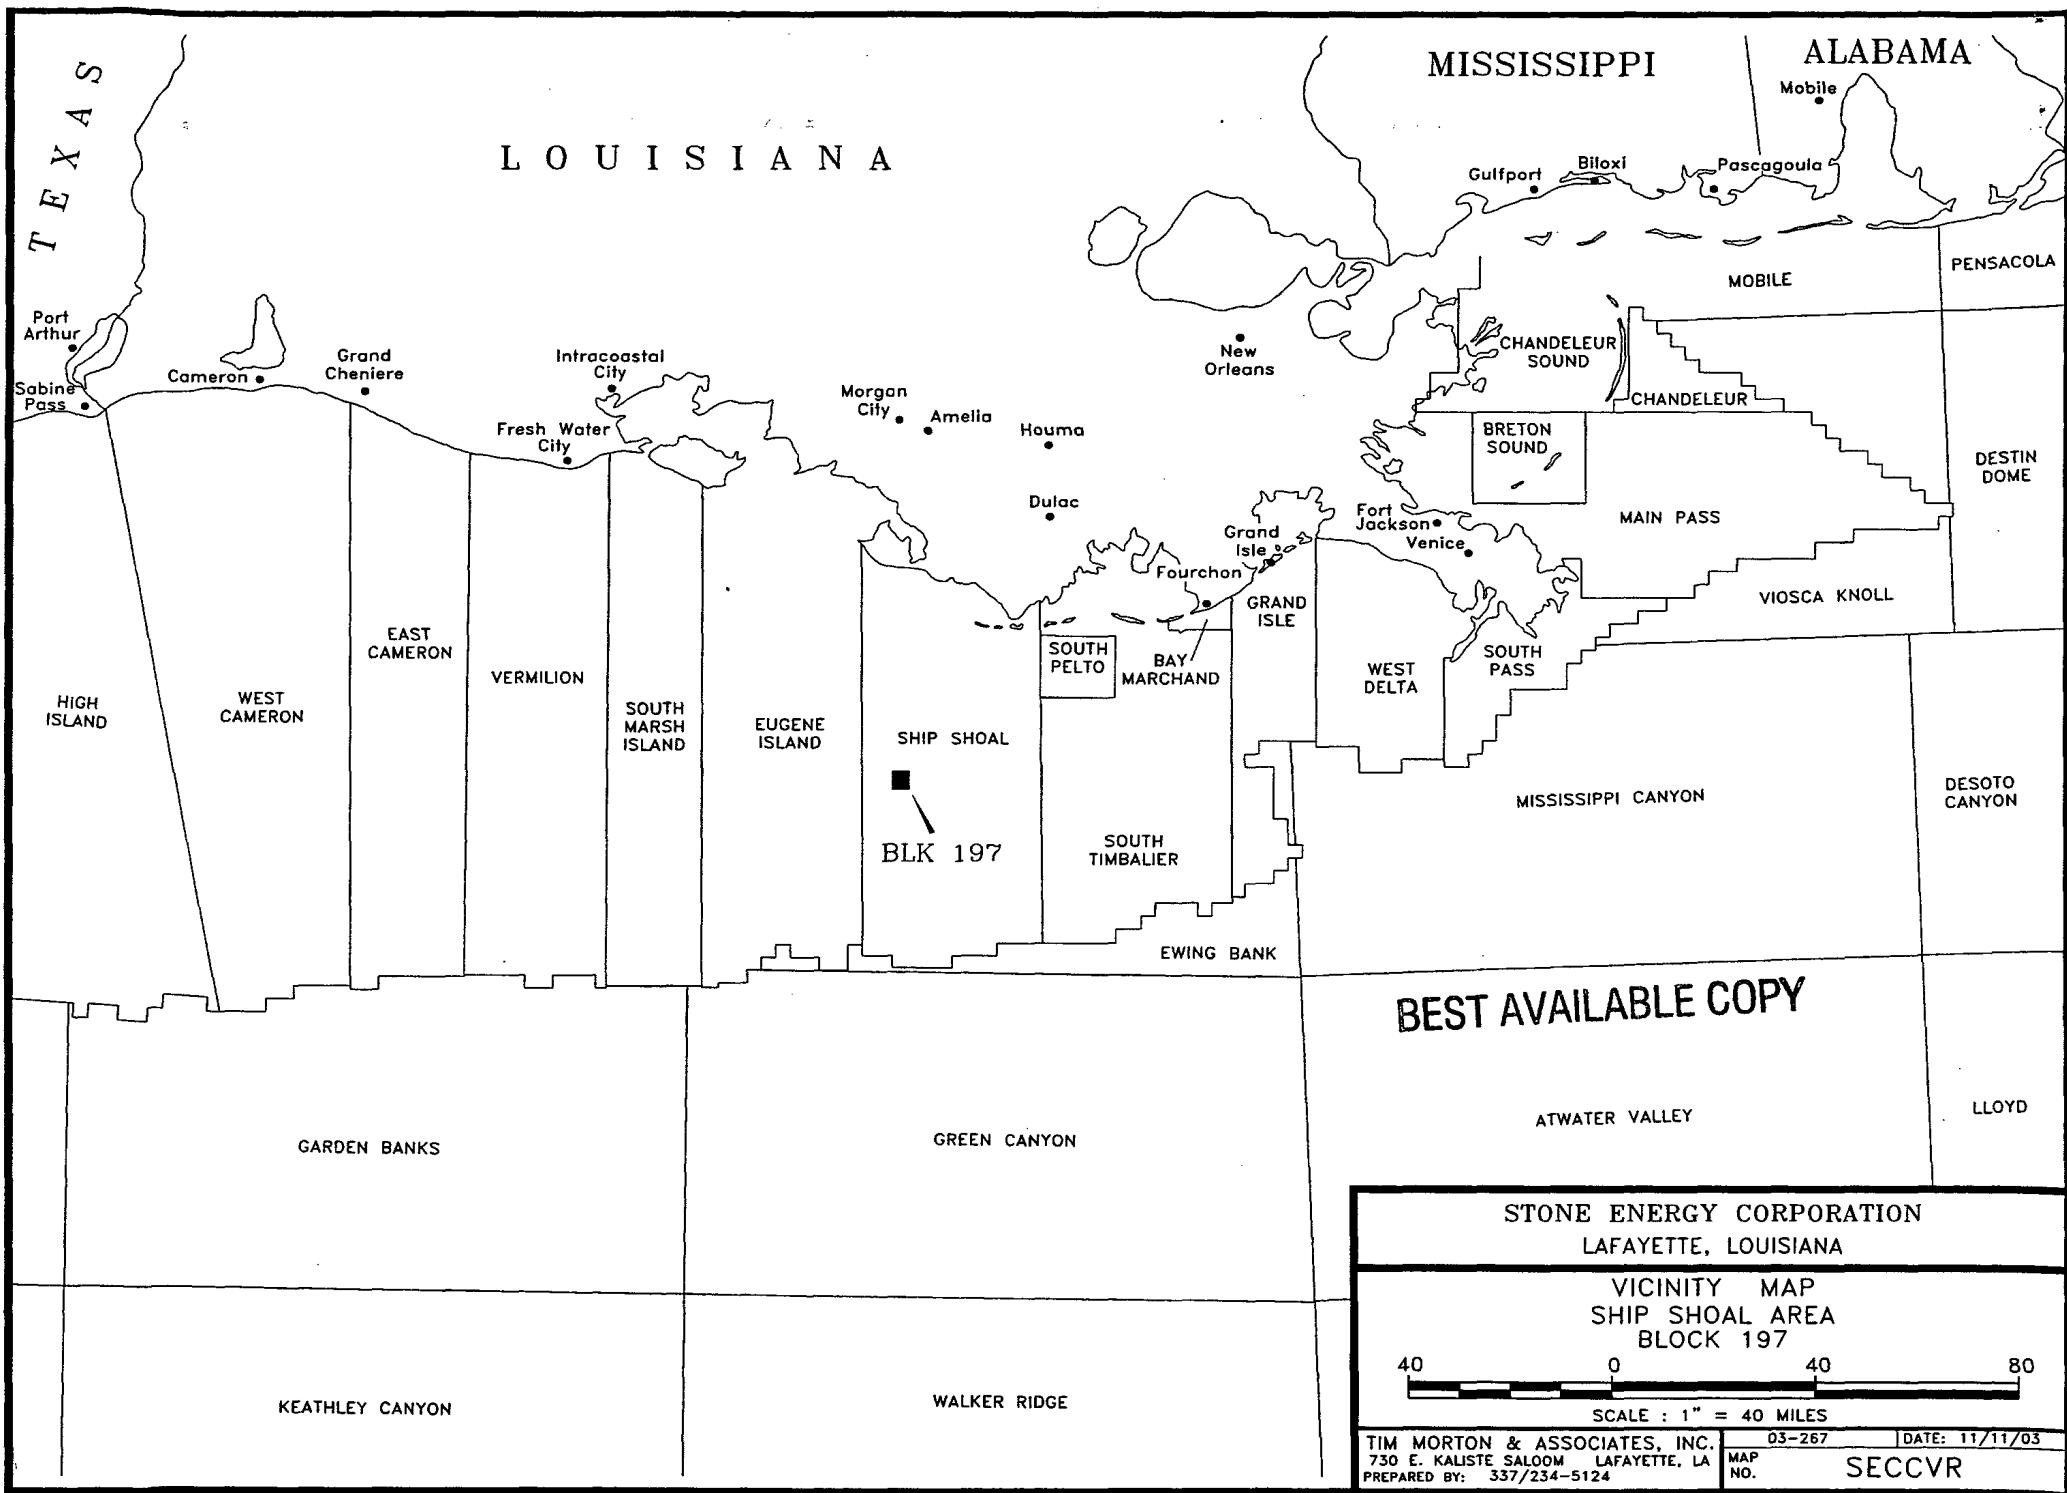 TEXAS
LOUISIANA
MISSISSIPPI
ALABAMA
Mobile
Gulfport
Biloxi
Pascagoula
PENSACOLA
MOBILE
Port
Arthur
Sabine
Pass
Cameron
Grand
Cheniere
Intracoastal
City
Fresh Water
City
Morgan
City
Amelia
Houma
Dulac
New
Orleans
CHANDELEUR
SOUND
CHANDELEUR
BRETON
SOUND
DESTIN
DOME
MAIN PASS
Fort
Jackson
Venice
Grand
Isle
Fourchon
GRAND
ISLE
VIOSCA KNOLL
HIGH
ISLAND
WEST
CAMERON
EAST
CAMERON
VERMILION
SOUTH
MARSH
ISLAND
EUGENE
ISLAND
SHIP SHOAL
BLK 197
SOUTH
PELTO
BAY
MARCHAND
WEST
DELTA
SOUTH
PASS
SOUTH
TIMBALIER
MISSISSIPPI CANYON
DESOTO
CANYON
EWING BANK
BEST AVAILABLE COPY
GARDEN BANKS
GREEN CANYON
ATWATER VALLEY
LLOYD
KEATHLEY CANYON
WALKER RIDGE
STONE ENERGY CORPORATION
LAFAYETTE, LOUISIANA
VICINITY MAP
SHIP SHOAL AREA
BLOCK 197
40 0 40 80
SCALE : 1" = 40 MILES
TIM MORTON & ASSOCIATES, INC.
730 E. KALISTE SALOOM LAFAYETTE, LA
PREPARED BY: 337/234-5124
03-267
DATE: 11/11/03
MAP
NO.
SECCVR